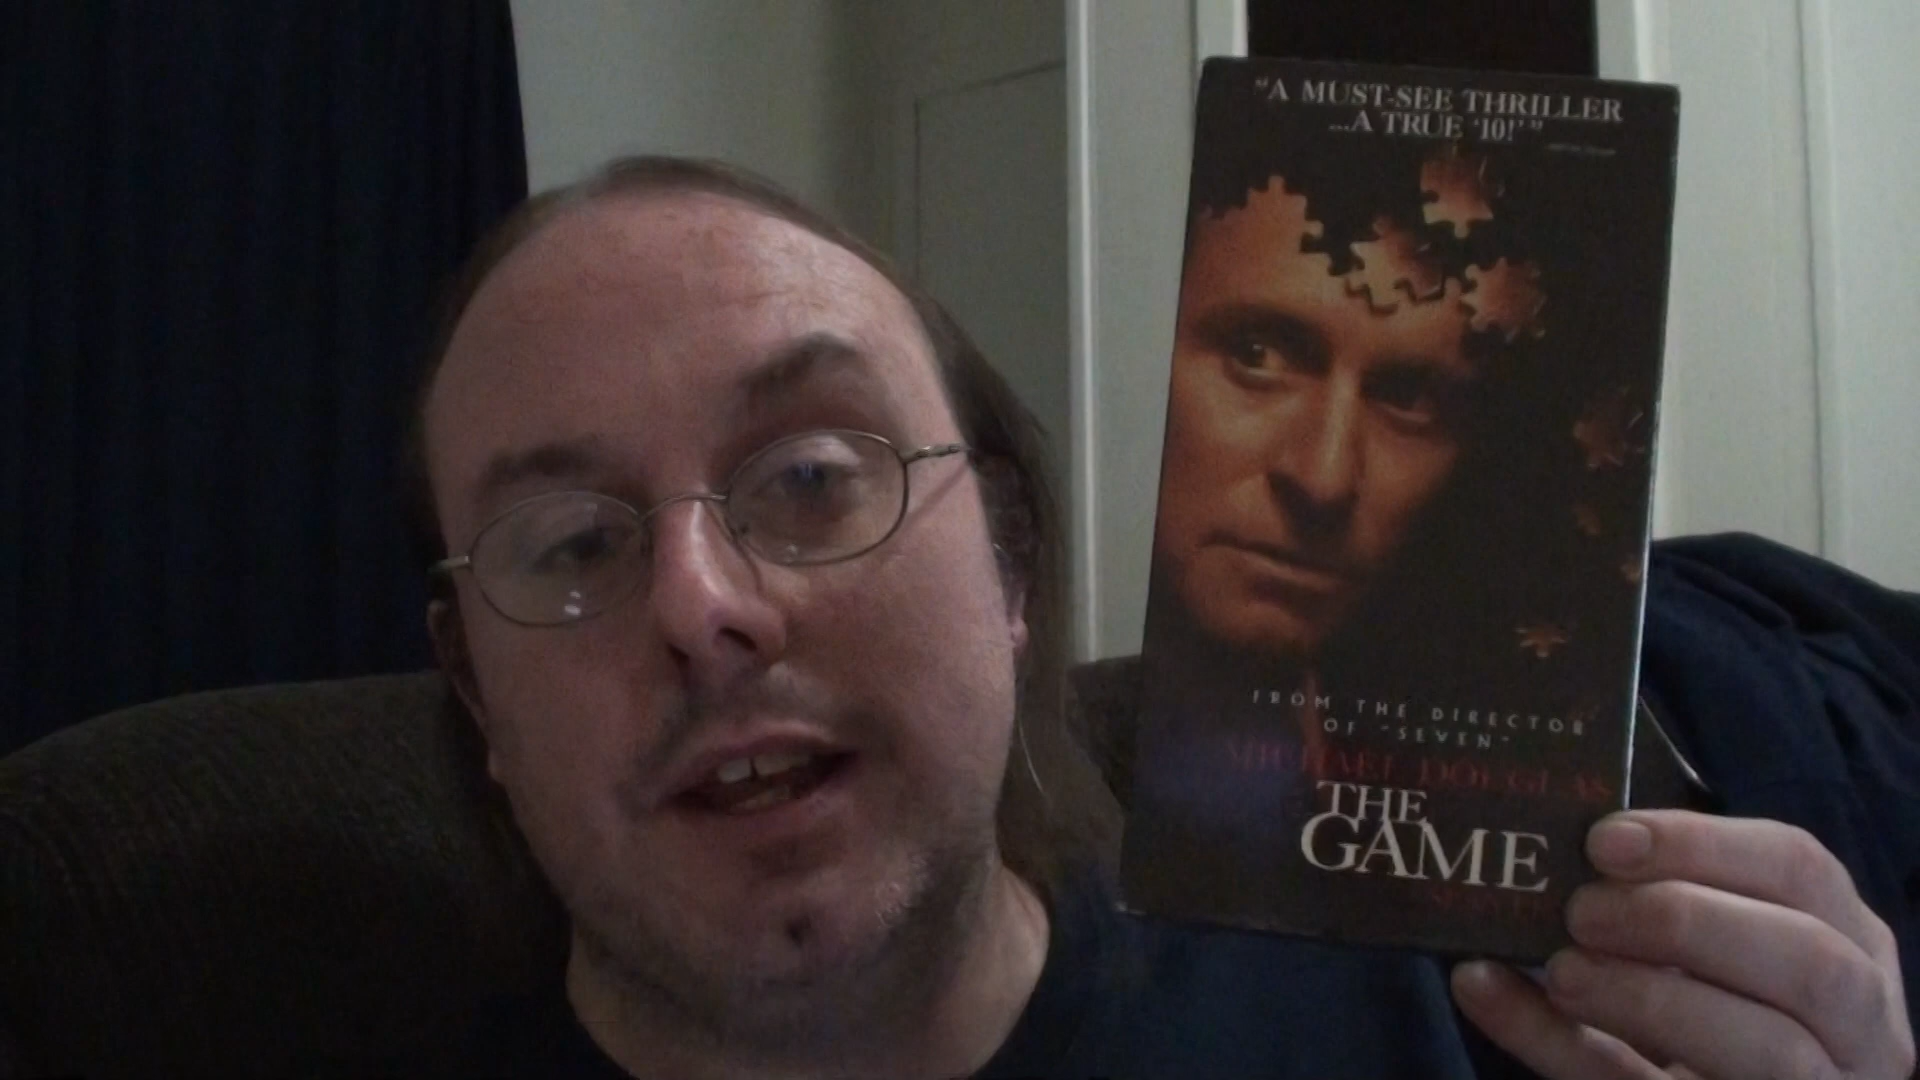 "A MUST-SEE THRILLER
...A TRUE '10!'"
FROM THE DIRECTOR
OF "SEVEN"
MICHAEL DOUGLAS
THE
GAME